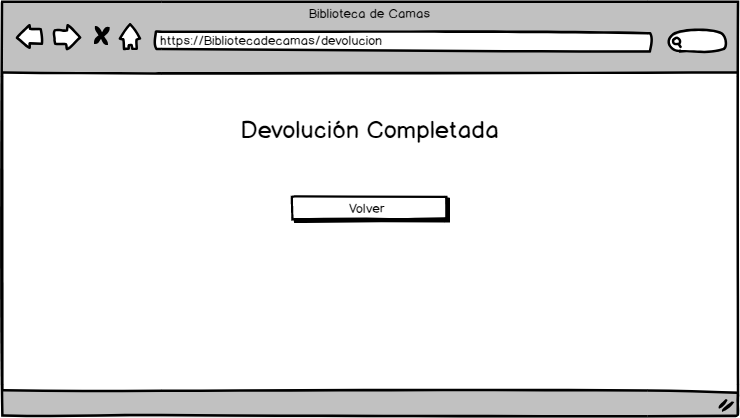 Biblioteca de Camas
https://Bibliotecadecamas/devolucion
Devolución Completada
Volver